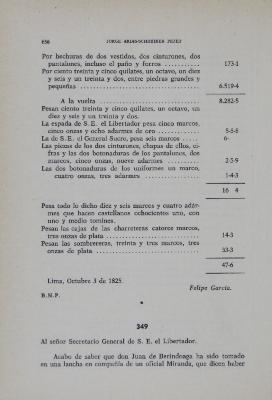 656 JORGE ARIAS-SCHREIBER PEZET
Por hechuras de dos vestidos, dos cinturones, dos
pantalones, incluso el paño y forros ........... 173-1
Por ciento treinta y cinco quilates, un octavo, un diez
y seis y un treinta y dos, entre piedras grandes y
pequeñas ........... 6.519-4
A la vuelta ........... 8.282-5
Pesan ciento treinta y cinco quilates, un octavo, un
diez y seis y un treinta y dos.
La espada de S. E. el Libertador pesa cinco marcos,
cinco onzas y ocho adarmes de oro ........... 5-5-8
La de S. E. el General Sucre, pesa seis marcos ...... 6-
Las piezas de los dos cinturones, chapas de ellos, ci-
fras y las dos botonaduras de los pantalones, dos
marcos, cinco onzas, nueve adarmes ........... 2-5-9
Las dos botonaduras de los uniformes un marco,
cuatro onzas, tres adarmes ........... 1-4-3
16 4
Pesa todo lo dicho diez y seis marcos y cuatro adar-
mes que hacen castellanos ochocientos uno, con
uno y medio tomines.
Pesan las cajas de las charreteras catorce marcos,
tres onzas de plata ........... 14-3
Pesan las sombrereras, treinta y tres marcos, tres
onzas de plata ........... 33-3
47-6
Lima, Octubre 3 de 1825.
Felipe García.
B.N.P.
349
Al señor Secretario General de S. E. el Libertador.
Acabo de saber que don Juan de Berindoaga ha sido tomado
en una lancha en compañía de un oficial Miranda, que dicen haber